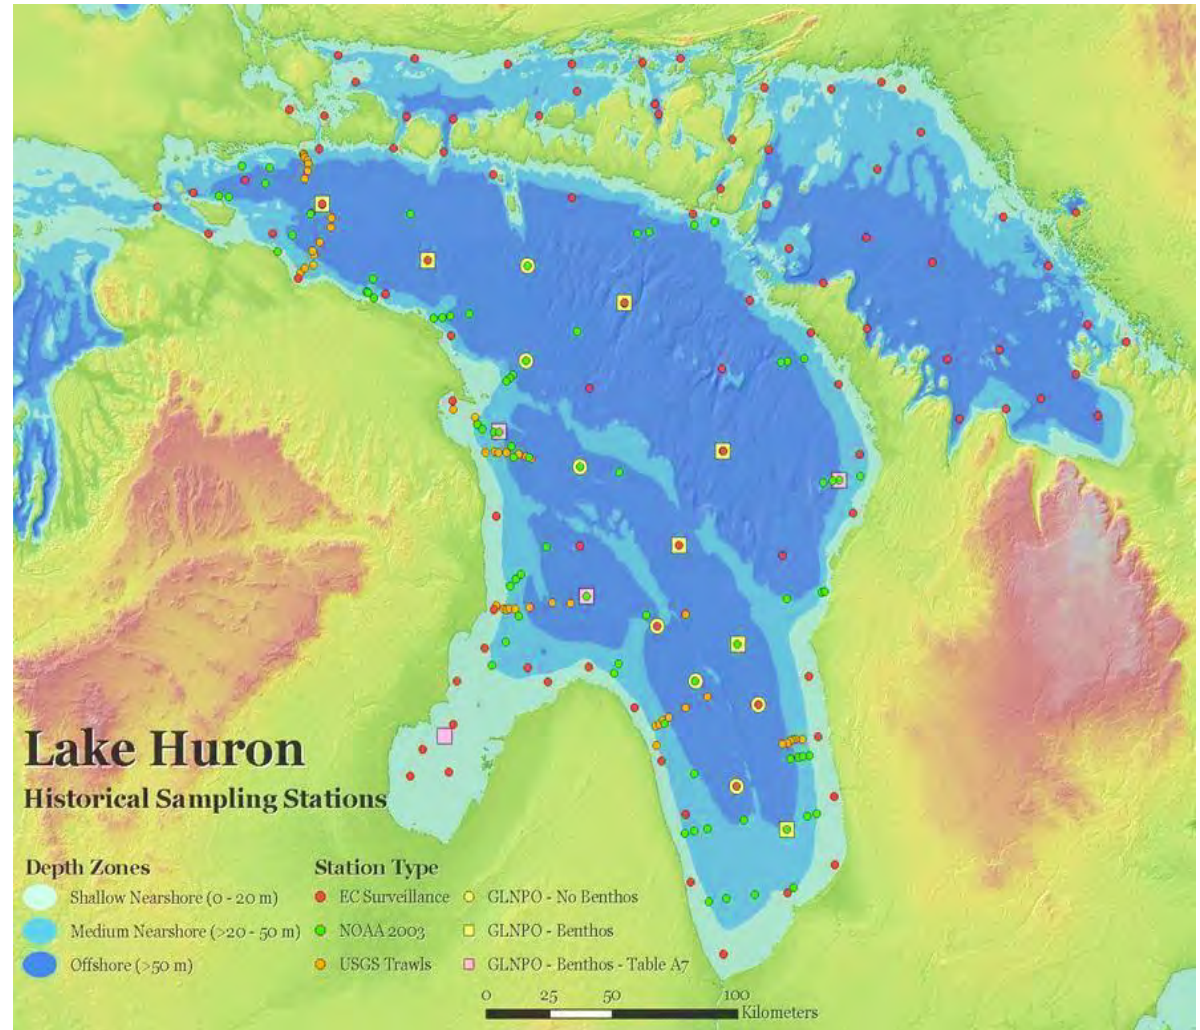 Lake Huron
Historical Sampling Stations
Depth Zones
Shallow Nearshore (0 - 20 m)
Medium Nearshore (>20 - 50 m)
Offshore (>50 m)
Station Type
EC Surveillance
NOAA 2003
USGS Trawls
GLNPO - No Benthos
GLNPO - Benthos
GLNPO - Benthos - Table A7
0 25 50 100
Kilometers